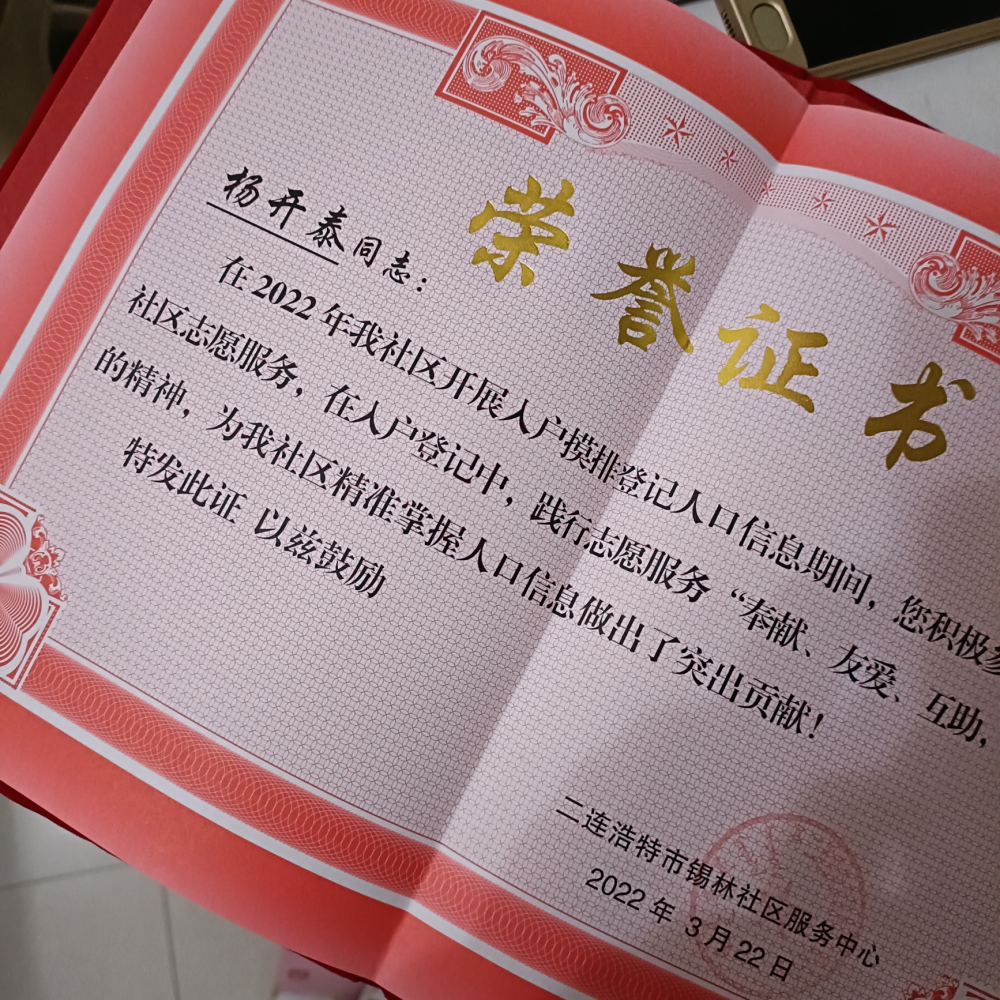 荣誉证书
杨开泰同志：
在2022年我社区开展入户摸排登记人口信息期间，您积极参
社区志愿服务，在入户登记中，践行志愿服务“奉献、友爱、互助，
的精神，为我社区精准掌握人口信息做出了突出贡献！
特发此证 以兹鼓励
二连浩特市锡林社区服务中心
2022年 3月22日